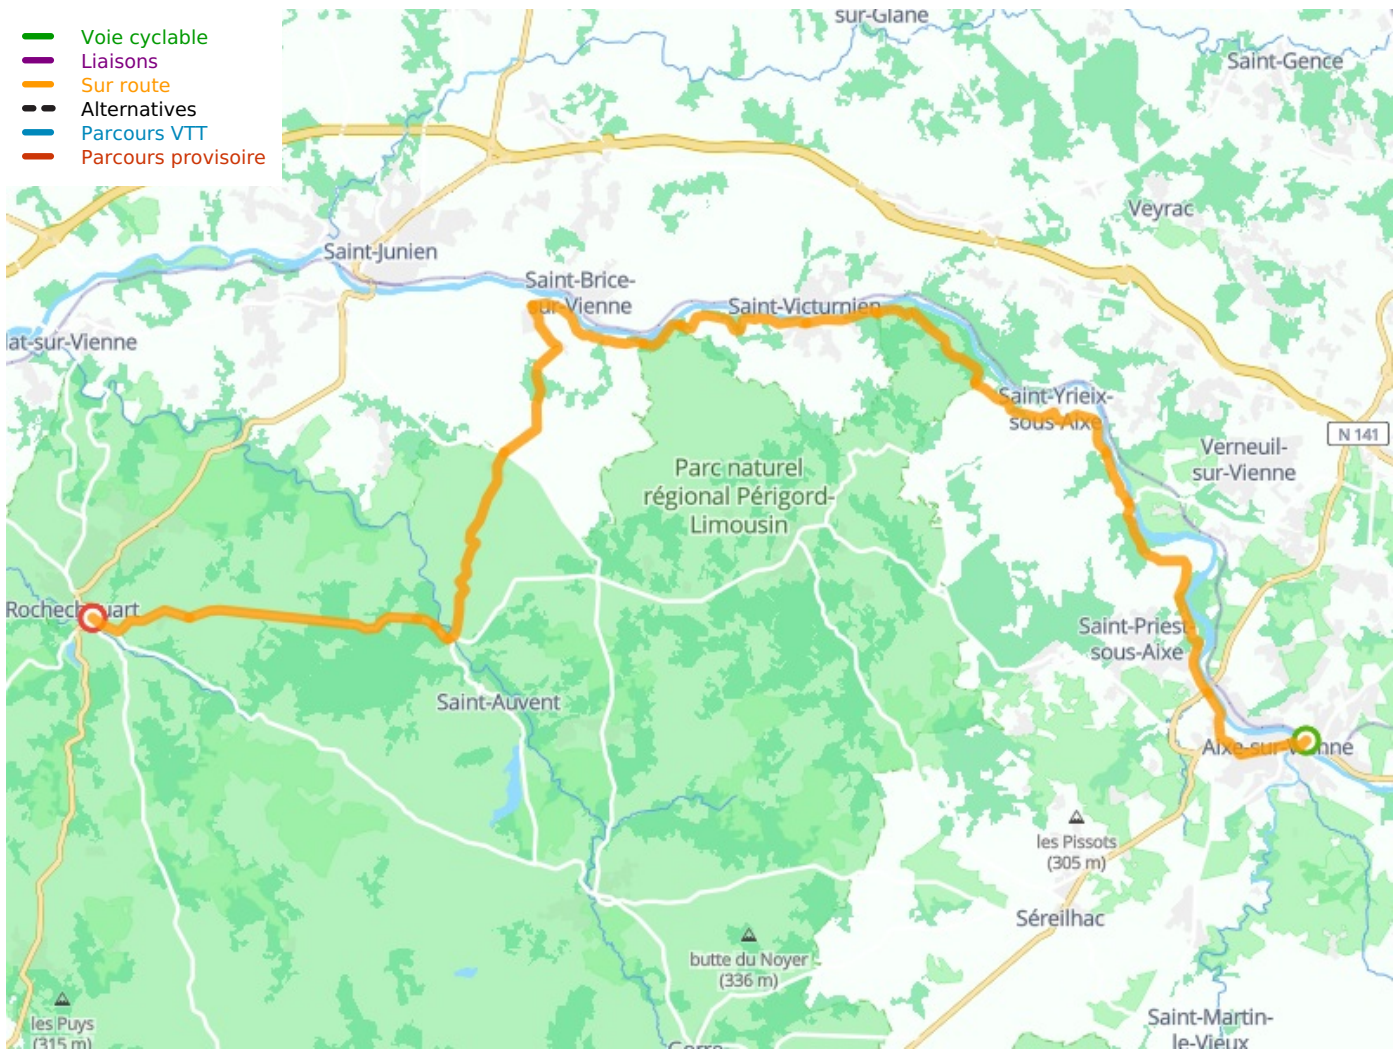 Voie cyclable
Liaisons
Sur route
Alternatives
Parcours VTT
Parcours provisoire
sur-Glane
Saint-Gence
Veyrac
Saint-Junien
Saint-Brice-
sur-Vienne
Saint-Victurnien
lat-sur-Vienne
Saint-Yrieix-
sous-Aixe
N 141
Verneuil-
sur-Vienne
Parc naturel
régional Périgord-
Limousin
Rochechouart
Saint-Priest-
sous-Aixe
Saint-Auvent
Aixe-sur-Vienne
les Pissots
(305 m)
Séreilhac
butte du Noyer
(336 m)
les Puys
(315 m)
Saint-Martin-
le-Vieux
Gorre